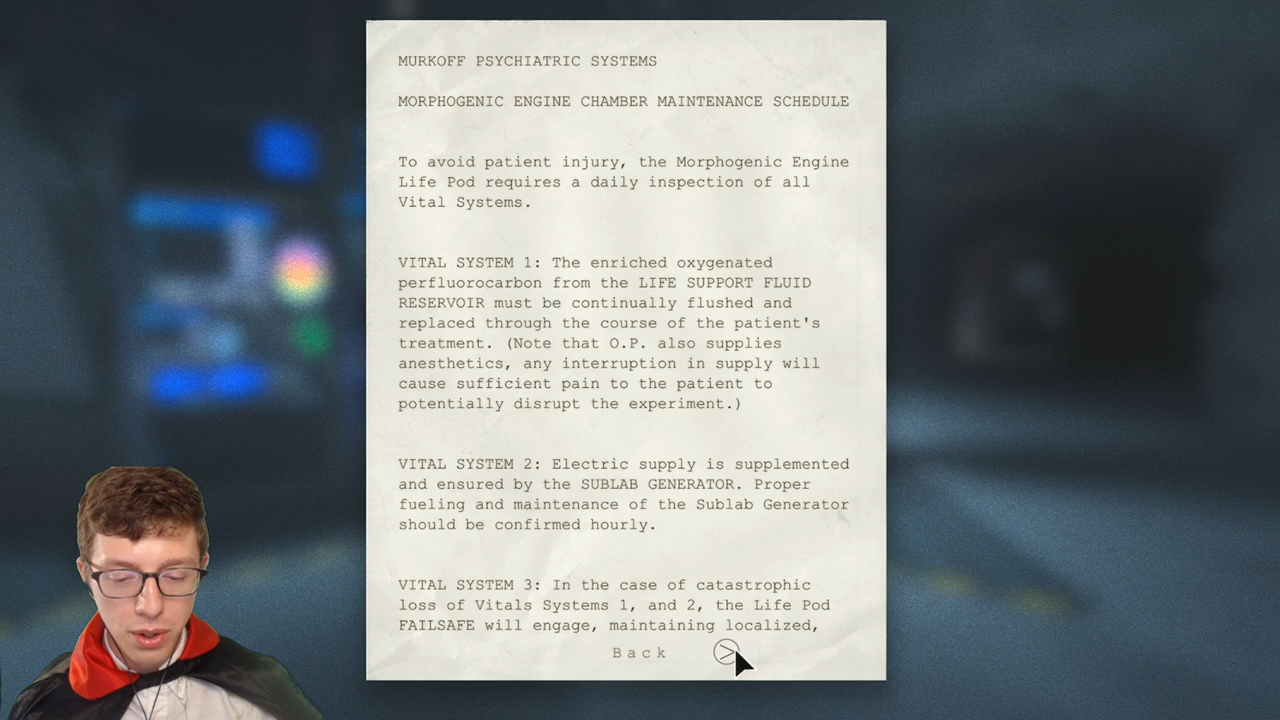 MURKOFF PSYCHIATRIC SYSTEMS
MORPHOGENIC ENGINE CHAMBER MAINTENANCE SCHEDULE
To avoid patient injury, the Morphogenic Engine
Life Pod requires a daily inspection of all
Vital Systems.
VITAL SYSTEM 1: The enriched oxygenated
perfluorocarbon from the LIFE SUPPORT FLUID
RESERVOIR must be continually flushed and
replaced through the course of the patient's
treatment. (Note that O.P. also supplies
anesthetics, any interruption in supply will
cause sufficient pain to the patient to
potentially disrupt the experiment.)
VITAL SYSTEM 2: Electric supply is supplemented
and ensured by the SUBLAB GENERATOR. Proper
fueling and maintenance of the Sublab Generator
should be confirmed hourly.
VITAL SYSTEM 3: In the case of catastrophic
loss of Vitals Systems 1, and 2, the Life Pod
FAILSAFE will engage, maintaining localized,
Back >